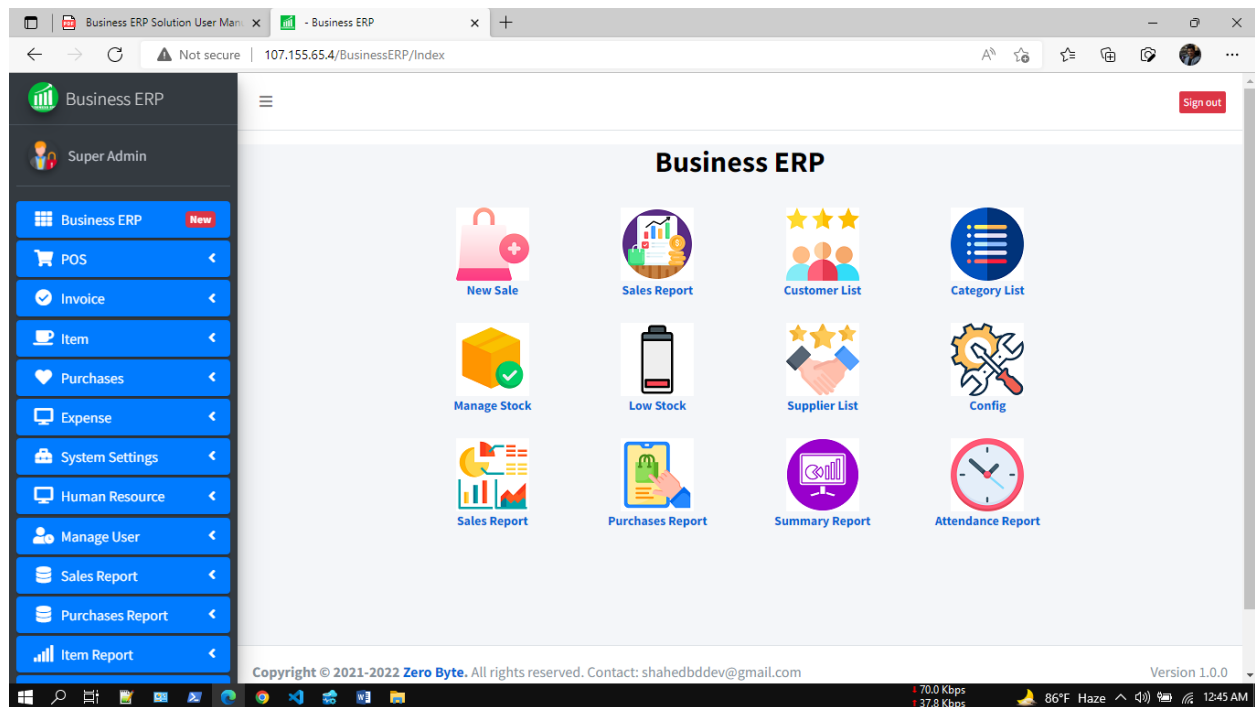 Business ERP Solution User Man
- Business ERP
Not secure
107.155.65.4/BusinessERP/Index
Business ERP
Sign out
Super Admin
Business ERP
New Sale
Sales Report
Customer List
Category List
Manage Stock
Low Stock
Supplier List
Config
Sales Report
Purchases Report
Summary Report
Attendance Report
Business ERP New
POS
Invoice
Item
Purchases
Expense
System Settings
Human Resource
Manage User
Sales Report
Purchases Report
Item Report
Copyright © 2021-2022 Zero Byte. All rights reserved. Contact: shahedbddev@gmail.com
Version 1.0.0
70.0 Kbps
37.8 Kbps
86°F Haze
12:45 AM